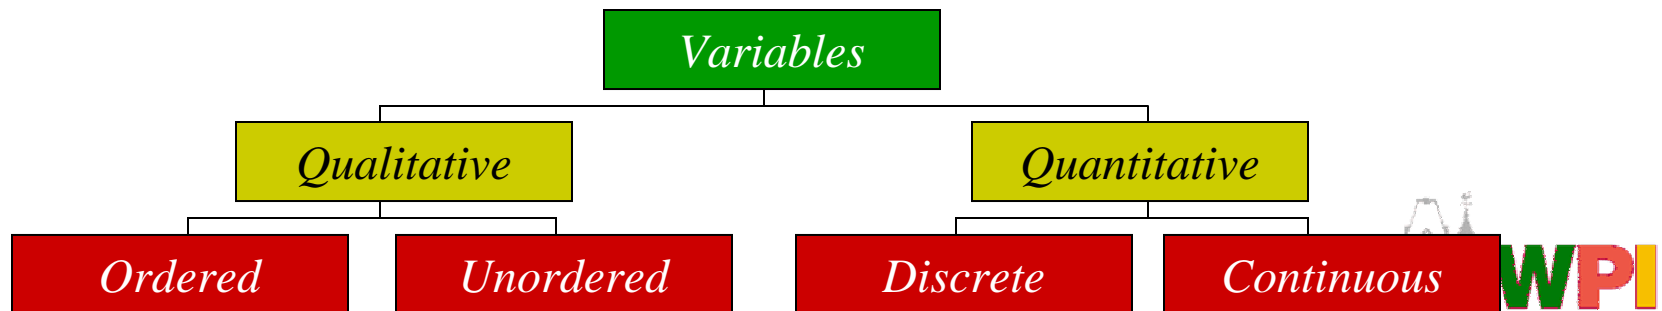 Variables
Qualitative
Quantitative
Ordered
Unordered
Discrete
Continuous
WPI